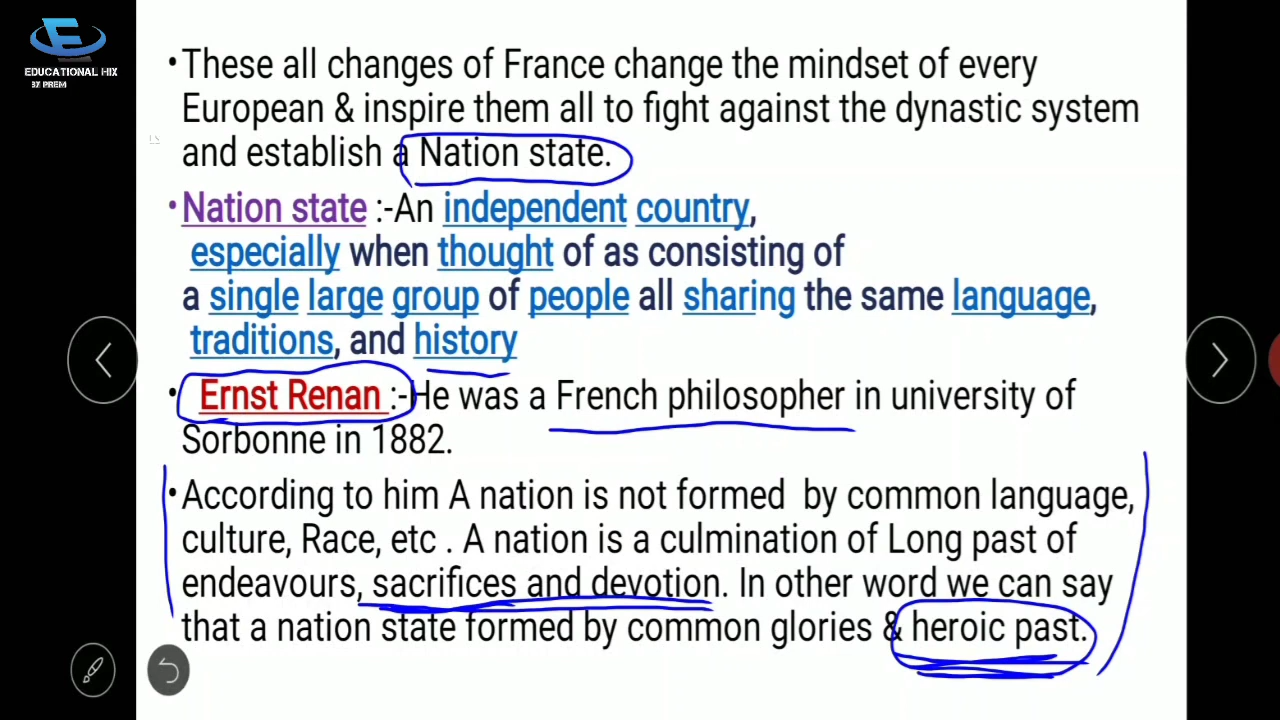 EDUCATIONAL HIX
BY PREM
•These all changes of France change the mindset of every
European & inspire them all to fight against the dynastic system
and establish a Nation state.
•Nation state :-An independent country,
especially when thought of as consisting of
a single large group of people all sharing the same language,
traditions, and history
• Ernst Renan :-He was a French philosopher in university of
Sorbonne in 1882.
•According to him A nation is not formed by common language,
culture, Race, etc . A nation is a culmination of Long past of
endeavours, sacrifices and devotion. In other word we can say
that a nation state formed by common glories & heroic past.